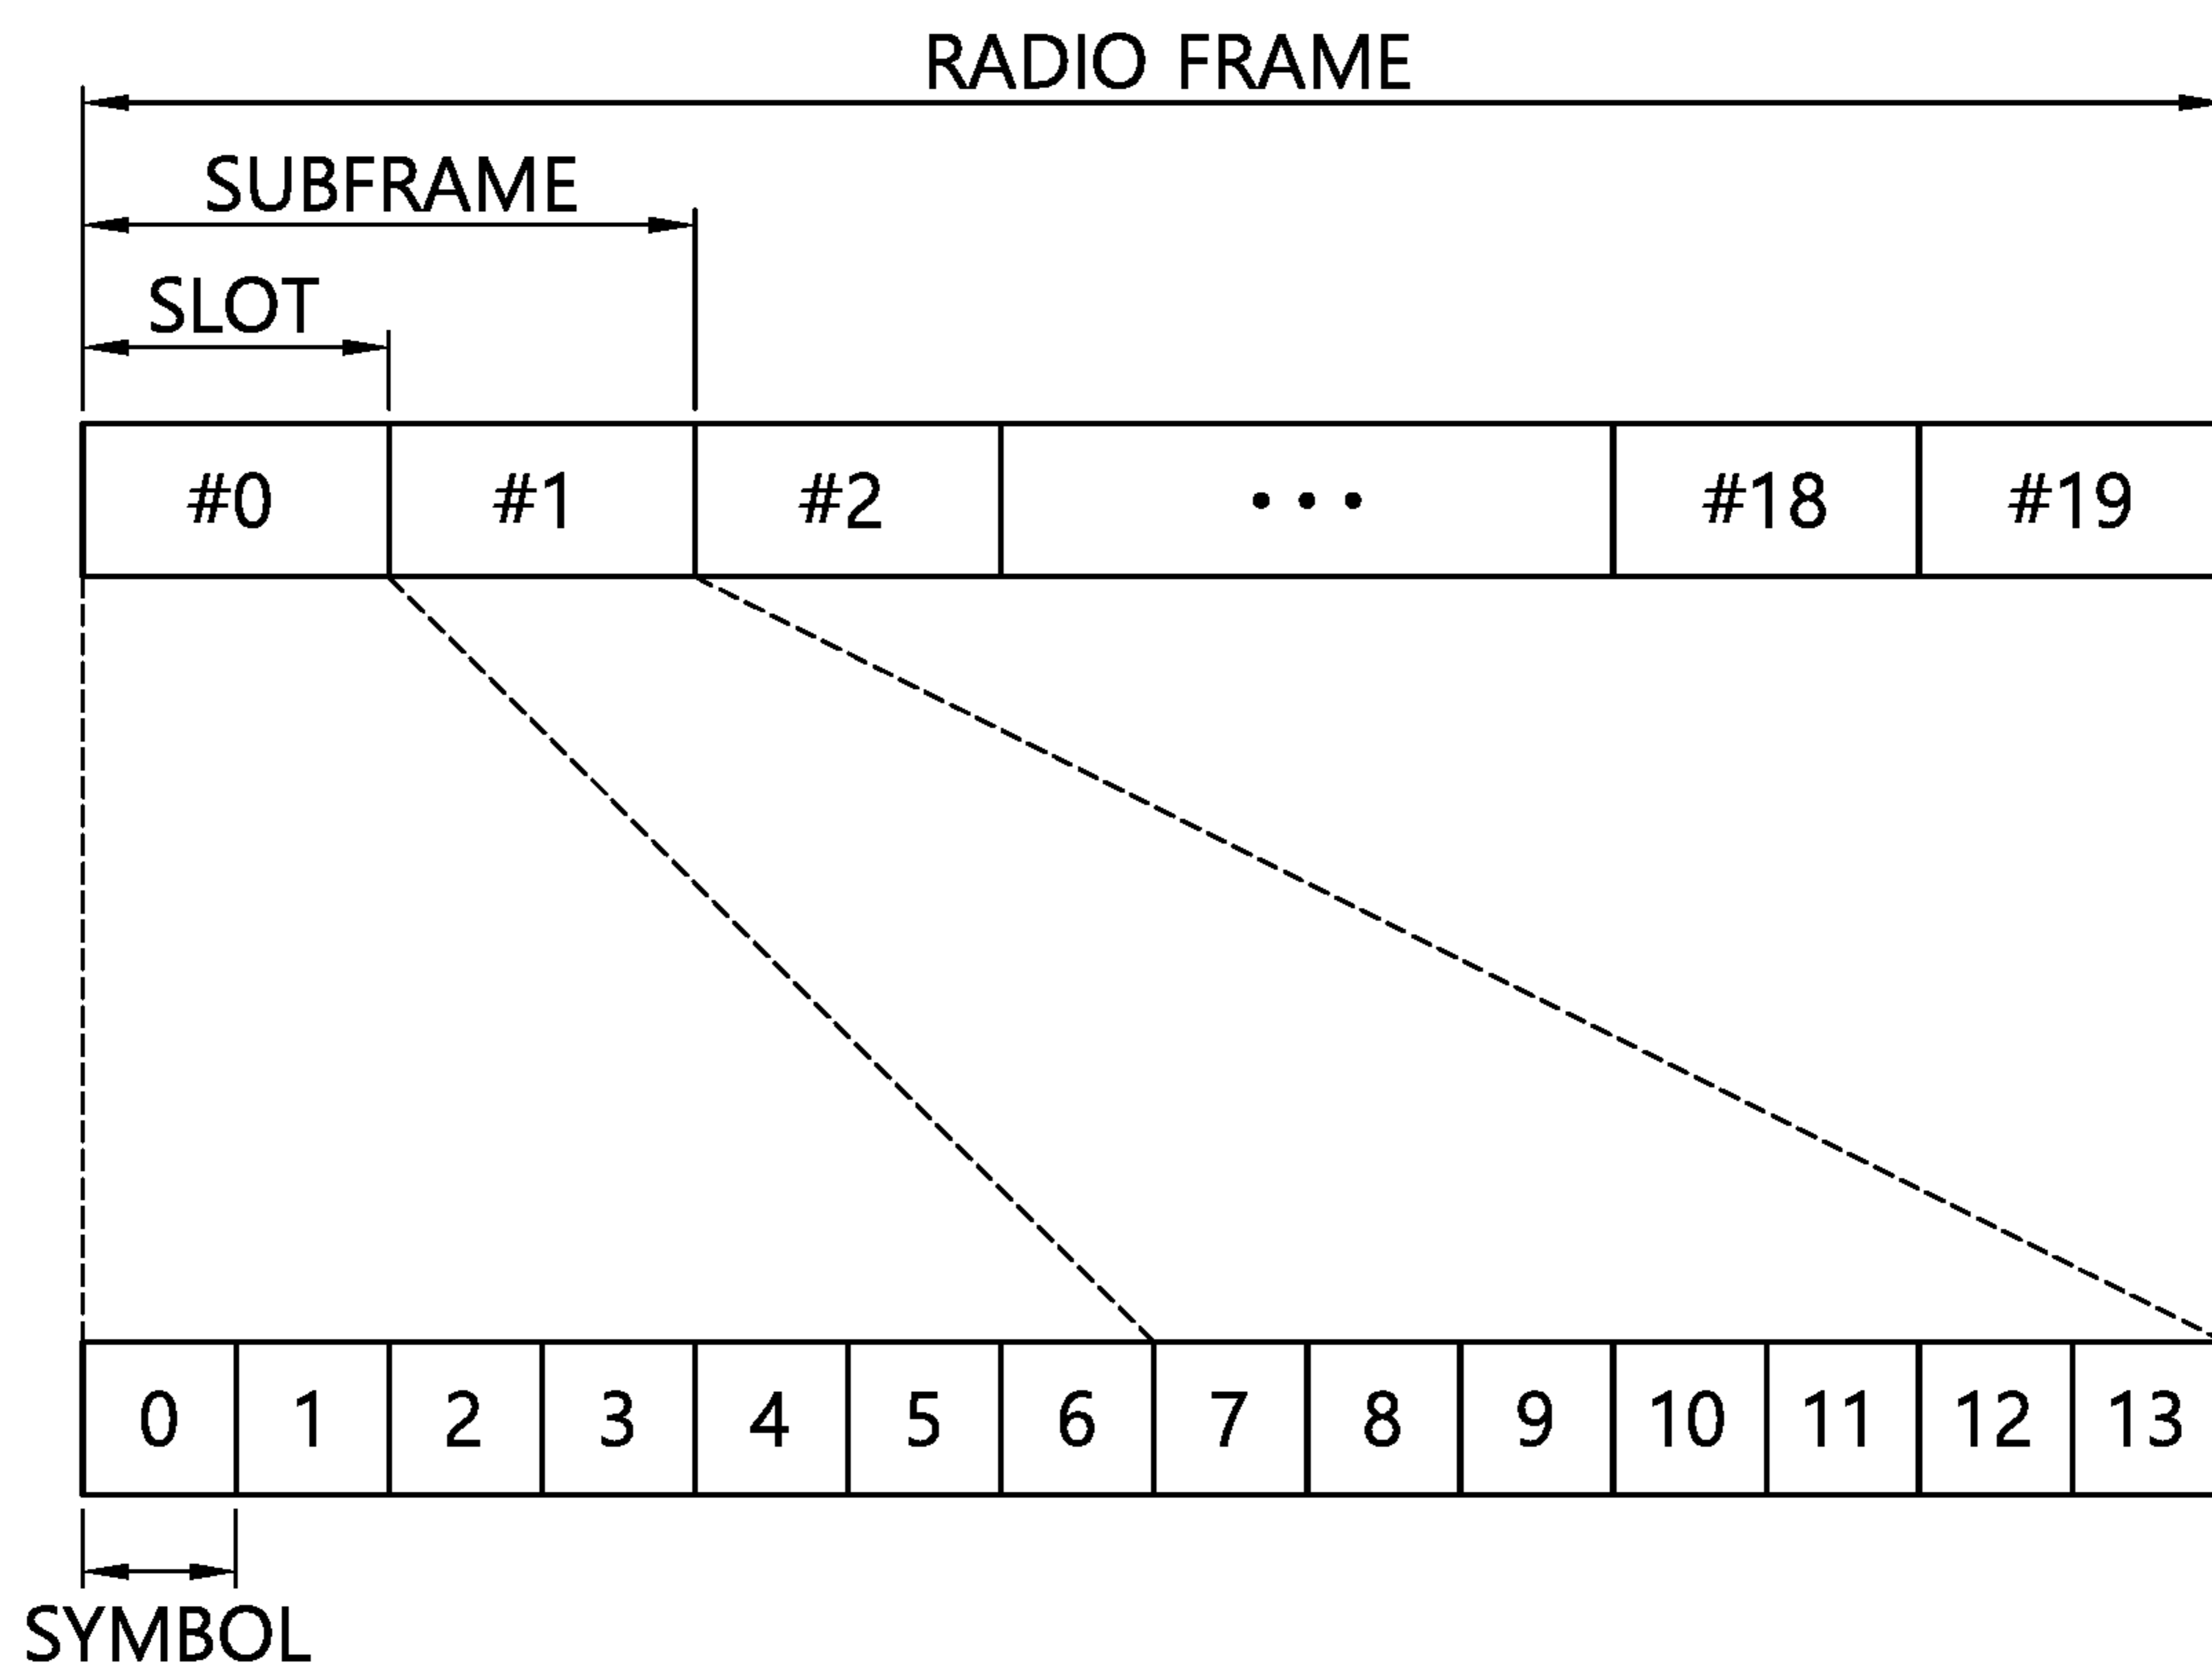 RADIO FRAME
SUBFRAME
SLOT
#0 #1 #2 ••• #18 #19
0 1 2 3 4 5 6 7 8 9 10 11 12 13
SYMBOL